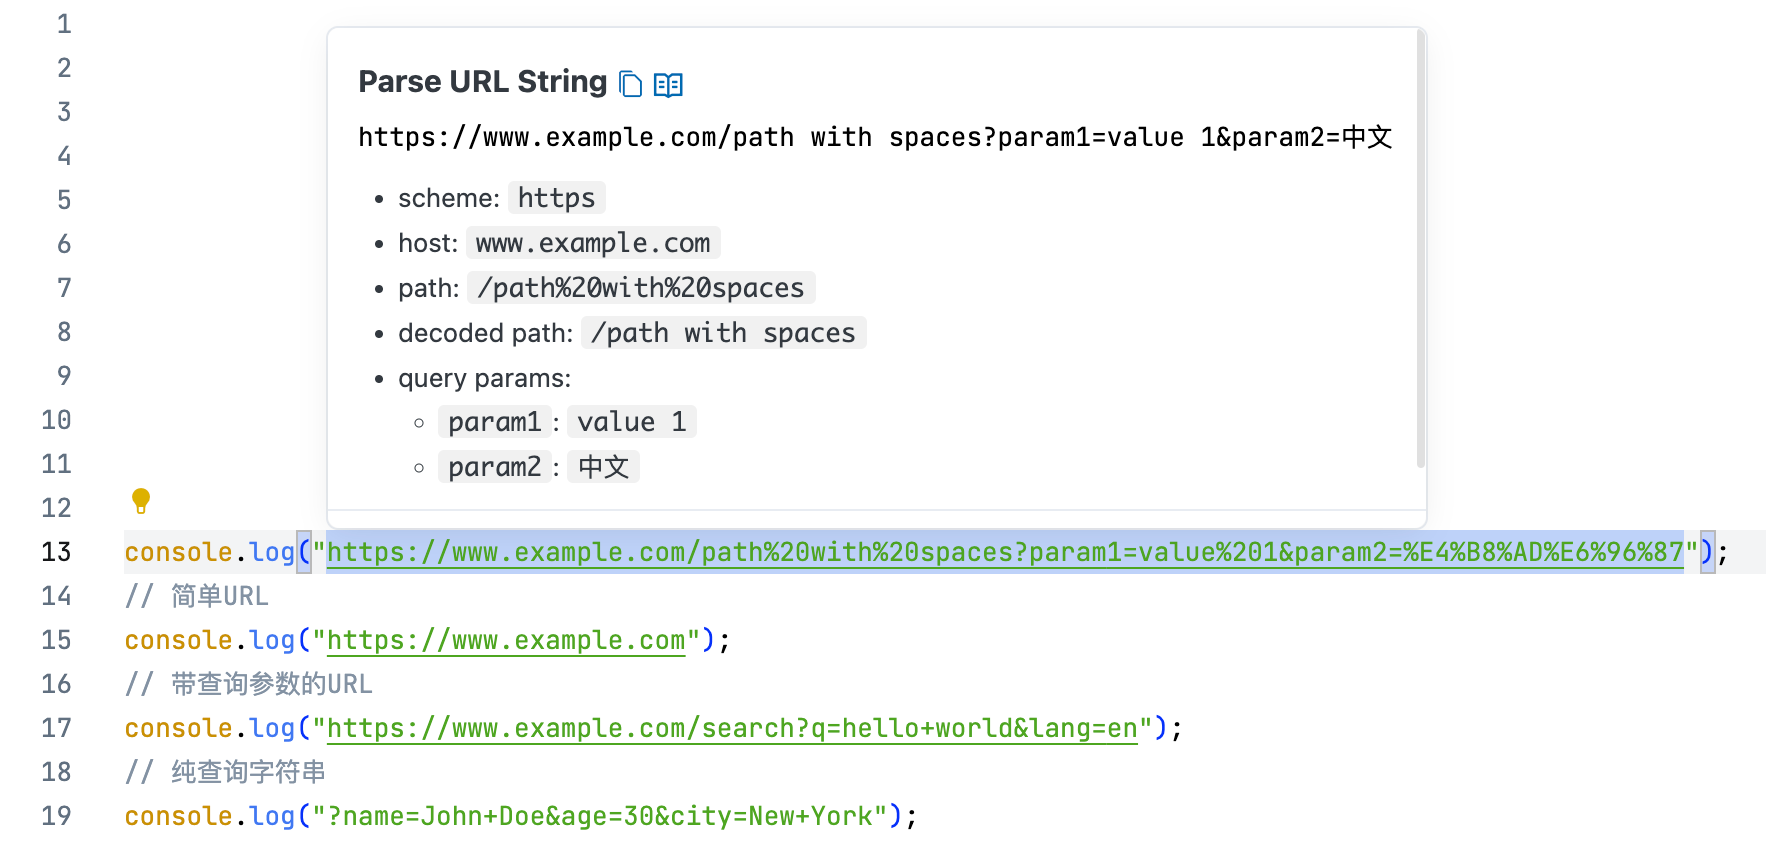 1
2
3
4
5
6
7
8
9
10
11
12
Parse URL String
https://www.example.com/path with spaces?param1=value 1&param2=中文
• scheme: https
• host: www.example.com
• path: /path%20with%20spaces
• decoded path: /path with spaces
• query params:
◦ param1: value 1
◦ param2: 中文
13 console.log("https://www.example.com/path%20with%20spaces?param1=value%201&param2=%E4%B8%AD%E6%96%87");
14 // 简单URL
15 console.log("https://www.example.com");
16 // 带查询参数的URL
17 console.log("https://www.example.com/search?q=hello+world&lang=en");
18 // 纯查询字符串
19 console.log("?name=John+Doe&age=30&city=New+York");